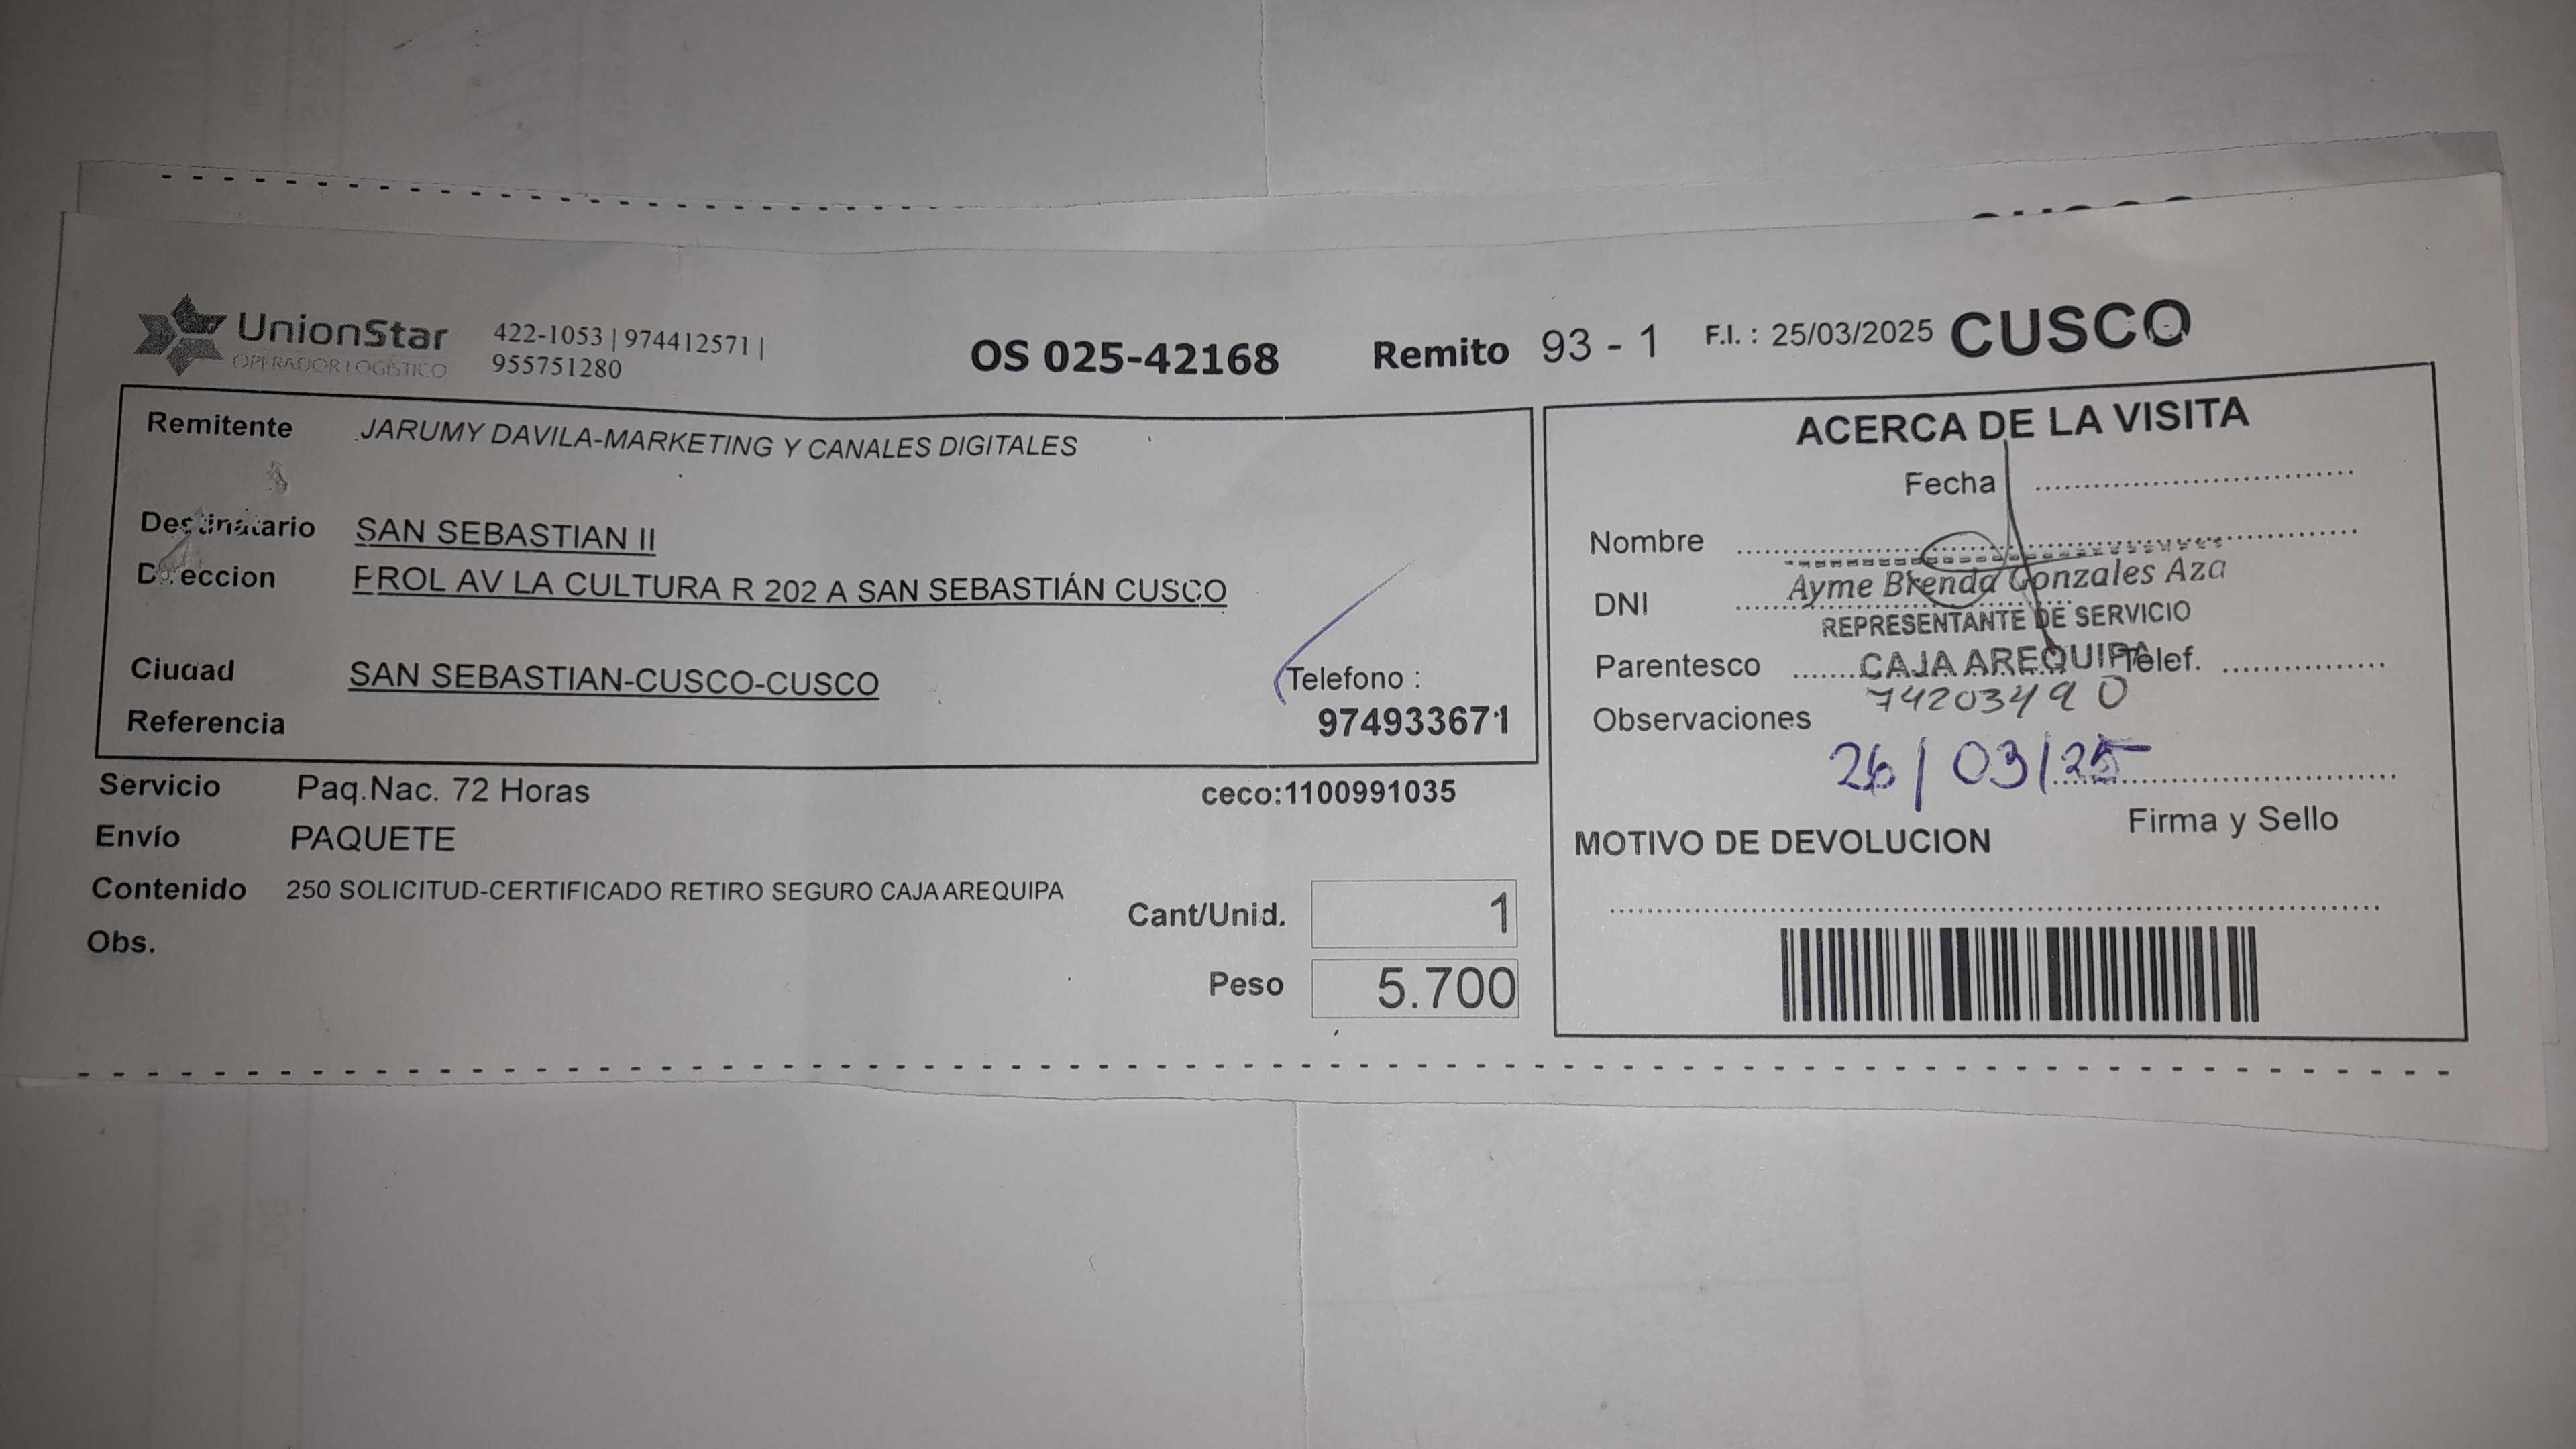 UnionStar
OPERADOR LOGÍSTICO
422-1053 | 974412571 |
955751280
OS 025-42168
Remito 93 - 1
F.I. : 25/03/2025 CUSCO
Remitente JARUMY DAVILA-MARKETING Y CANALES DIGITALES
Destinatario SAN SEBASTIAN II
Direccion PROL AV LA CULTURA R 202 A SAN SEBASTIÁN CUSCO
Ciudad SAN SEBASTIAN-CUSCO-CUSCO
Telefono :
974933671
Referencia
Servicio Paq.Nac. 72 Horas
ceco:1100991035
Envío PAQUETE
Contenido 250 SOLICITUD-CERTIFICADO RETIRO SEGURO CAJA AREQUIPA
Cant/Unid. 1
Obs.
Peso 5.700
ACERCA DE LA VISITA
Fecha
Nombre
Ayme Brenda Gonzales Aza
DNI
REPRESENTANTE DE SERVICIO
Parentesco CAJA AREQUIPA Telef.
74203490
Observaciones
26/03/25
Firma y Sello
MOTIVO DE DEVOLUCION